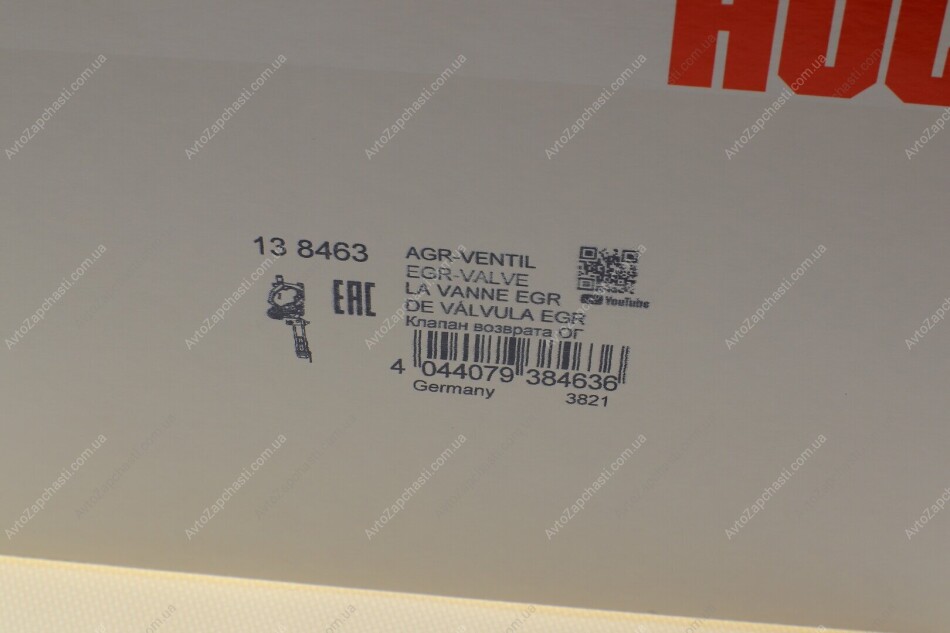 13 8463
EAC
AGR-VENTIL
EGR-VALVE
LA VANNE EGR
DE VÁLVULA EGR
Клапан возврата ОГ
YouTube
4 044079 384636
Germany
3821
AvtoZapchasti.com.ua